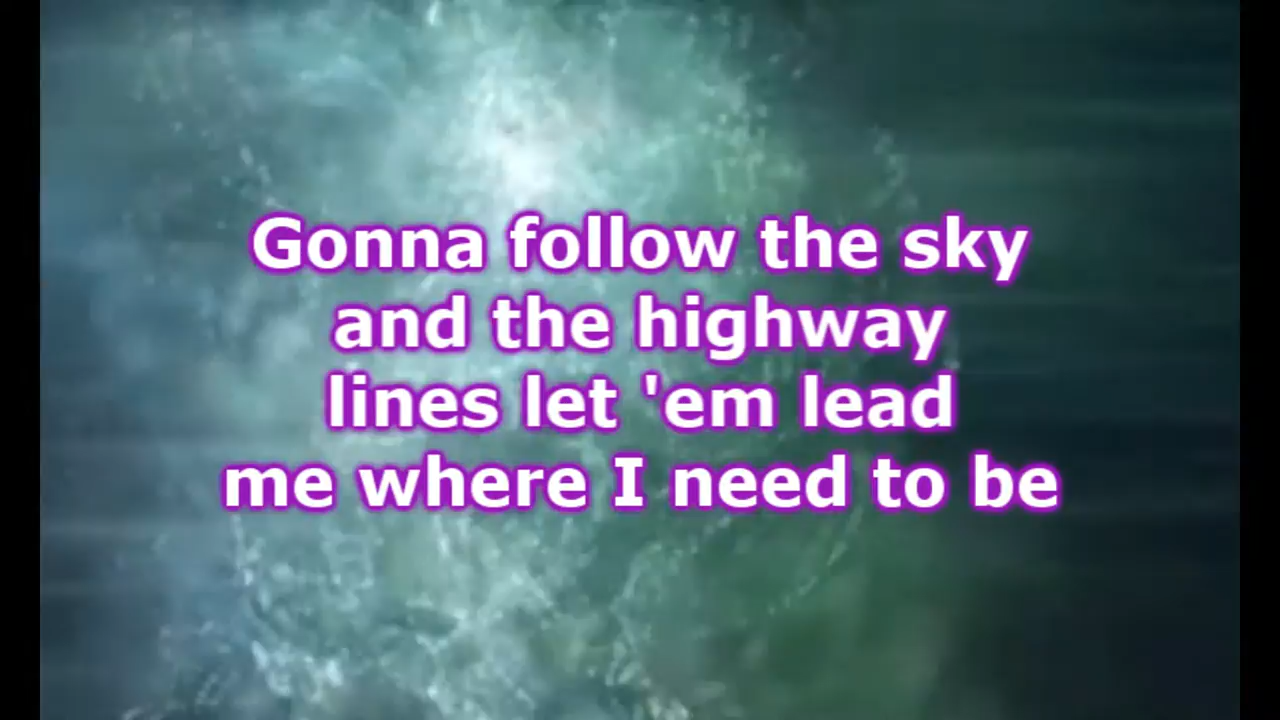 Gonna follow the sky
and the highway
lines let 'em lead
me where I need to be